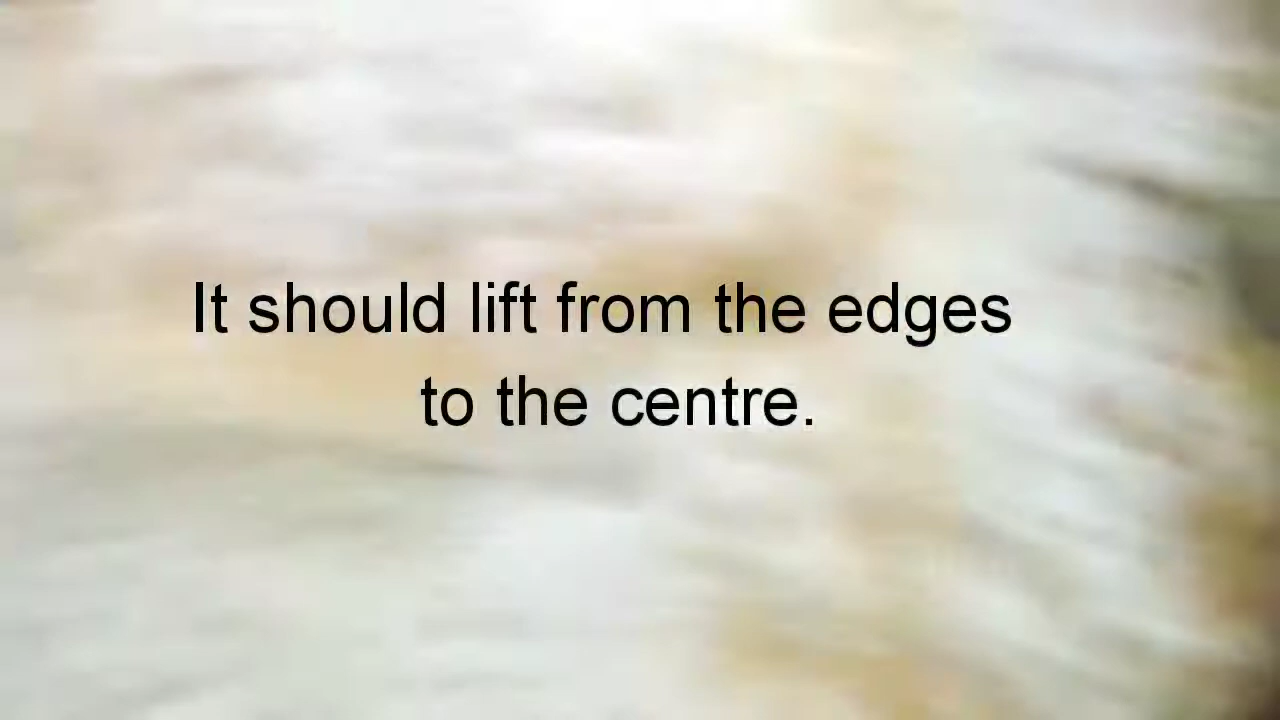 It should lift from the edges
to the centre.